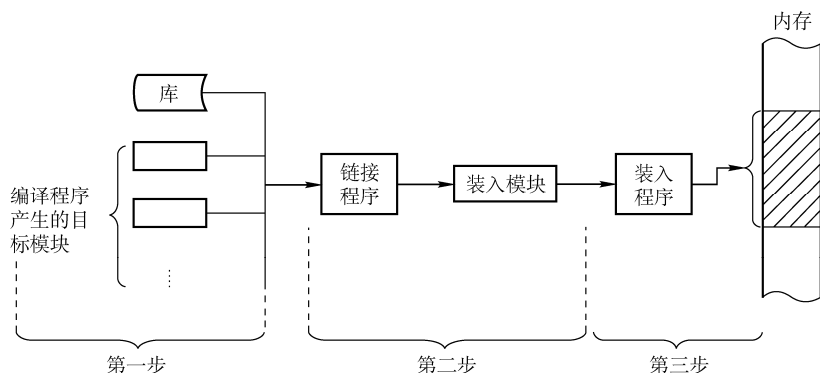 内存
库
编译程序
产生的目
标模块
链接
程序
装入模块
装入
程序
第一步
第二步
第三步